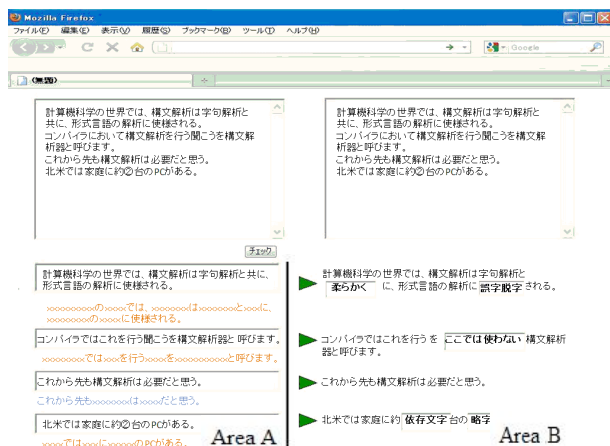 Mozilla Firefox
ファイル(F) 編集(E) 表示(V) 履歴(S) ブックマーク(B) ツール(T) ヘルプ(H)
Google
(無題)
計算機科学の世界では、構文解析は字句解析と
共に、形式言語の解析に使様される。
コンパイラにおいて構文解析を行う聞こうを構文解
析器と呼びます。
これから先も構文解析は必要だと思う。
北米では家庭に約②台のPCがある。
計算機科学の世界では、構文解析は字句解析と
共に、形式言語の解析に使様される。
コンパイラにおいて構文解析を行う聞こうを構文解
析器と呼びます。
これから先も構文解析は必要だと思う。
北米では家庭に約②台のPCがある。
チェック
計算機科学の世界では、構文解析は字句解析と共に、
形式言語の解析に使様される。
xxxxxxxxxのxxxxでは、xxxxxxxはxxxxxxxとxxxに、
xxxxxxxxのxxxxに使様される。
コンパイラではこれを行う聞こうを構文解析器と 呼びます。
xxxxxxxxではxxxを行うxxxxをxxxxxxxxxxと呼びます。
これから先も構文解析は必要だと思う。
これから先もxxxxxxxはxxxxだと思う。
北米では家庭に約②台のPCがある。
xxxxではxxxにxxxxxのPCがある。
Area A
計算機科学の世界では、構文解析は字句解析と
柔らかく に、形式言語の解析に 誤字脱字 される。
コンパイラではこれを行う を ここでは使わない 構文解析
器と呼びます。
これから先も構文解析は必要だと思う。
北米では家庭に約 依存文字 台の 略字
Area B